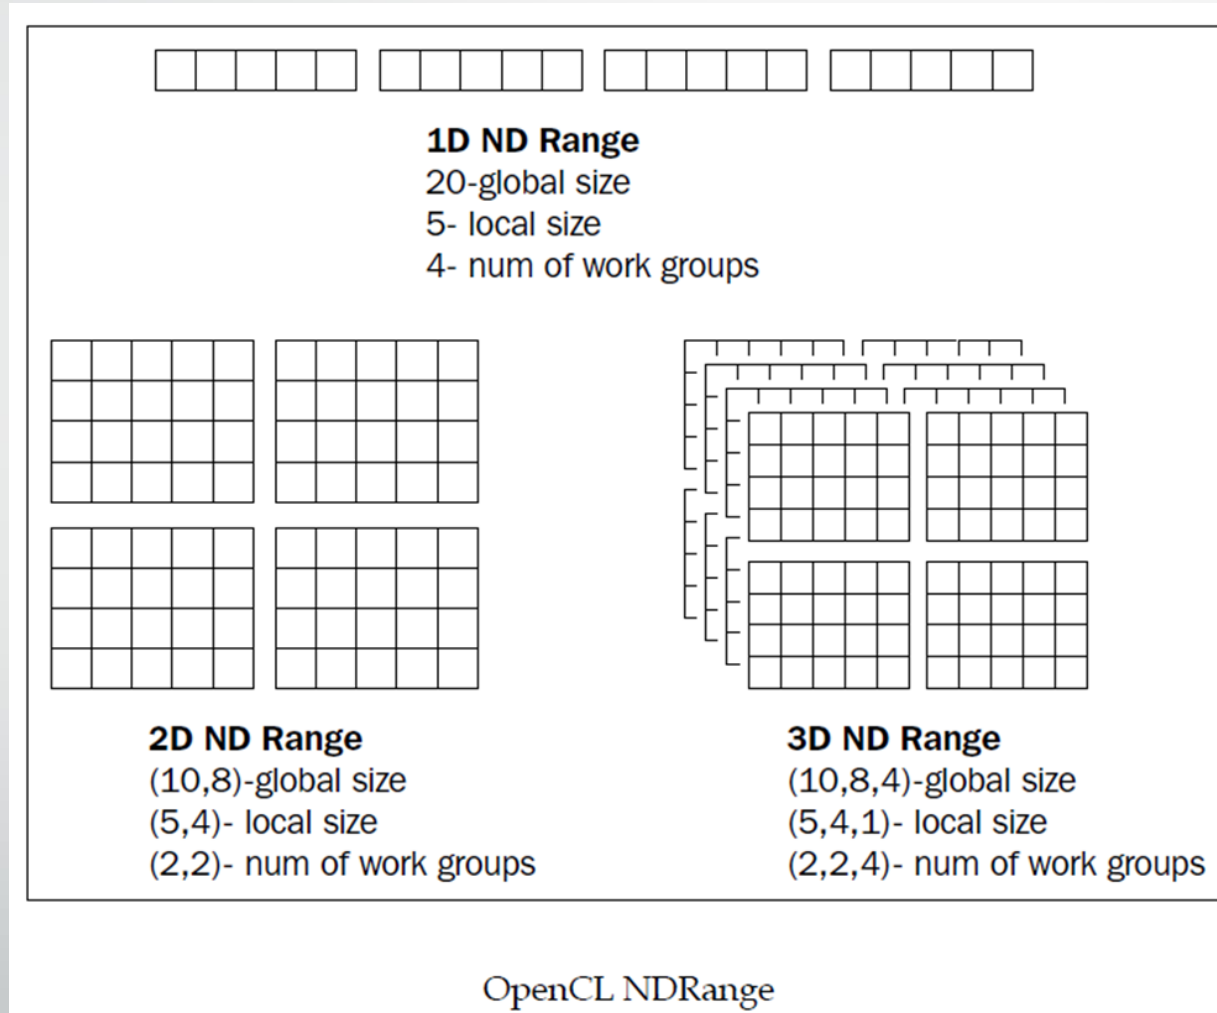 1D ND Range
20-global size
5- local size
4- num of work groups
2D ND Range
(10,8)-global size
(5,4)- local size
(2,2)- num of work groups
3D ND Range
(10,8,4)-global size
(5,4,1)- local size
(2,2,4)- num of work groups
OpenCL NDRange